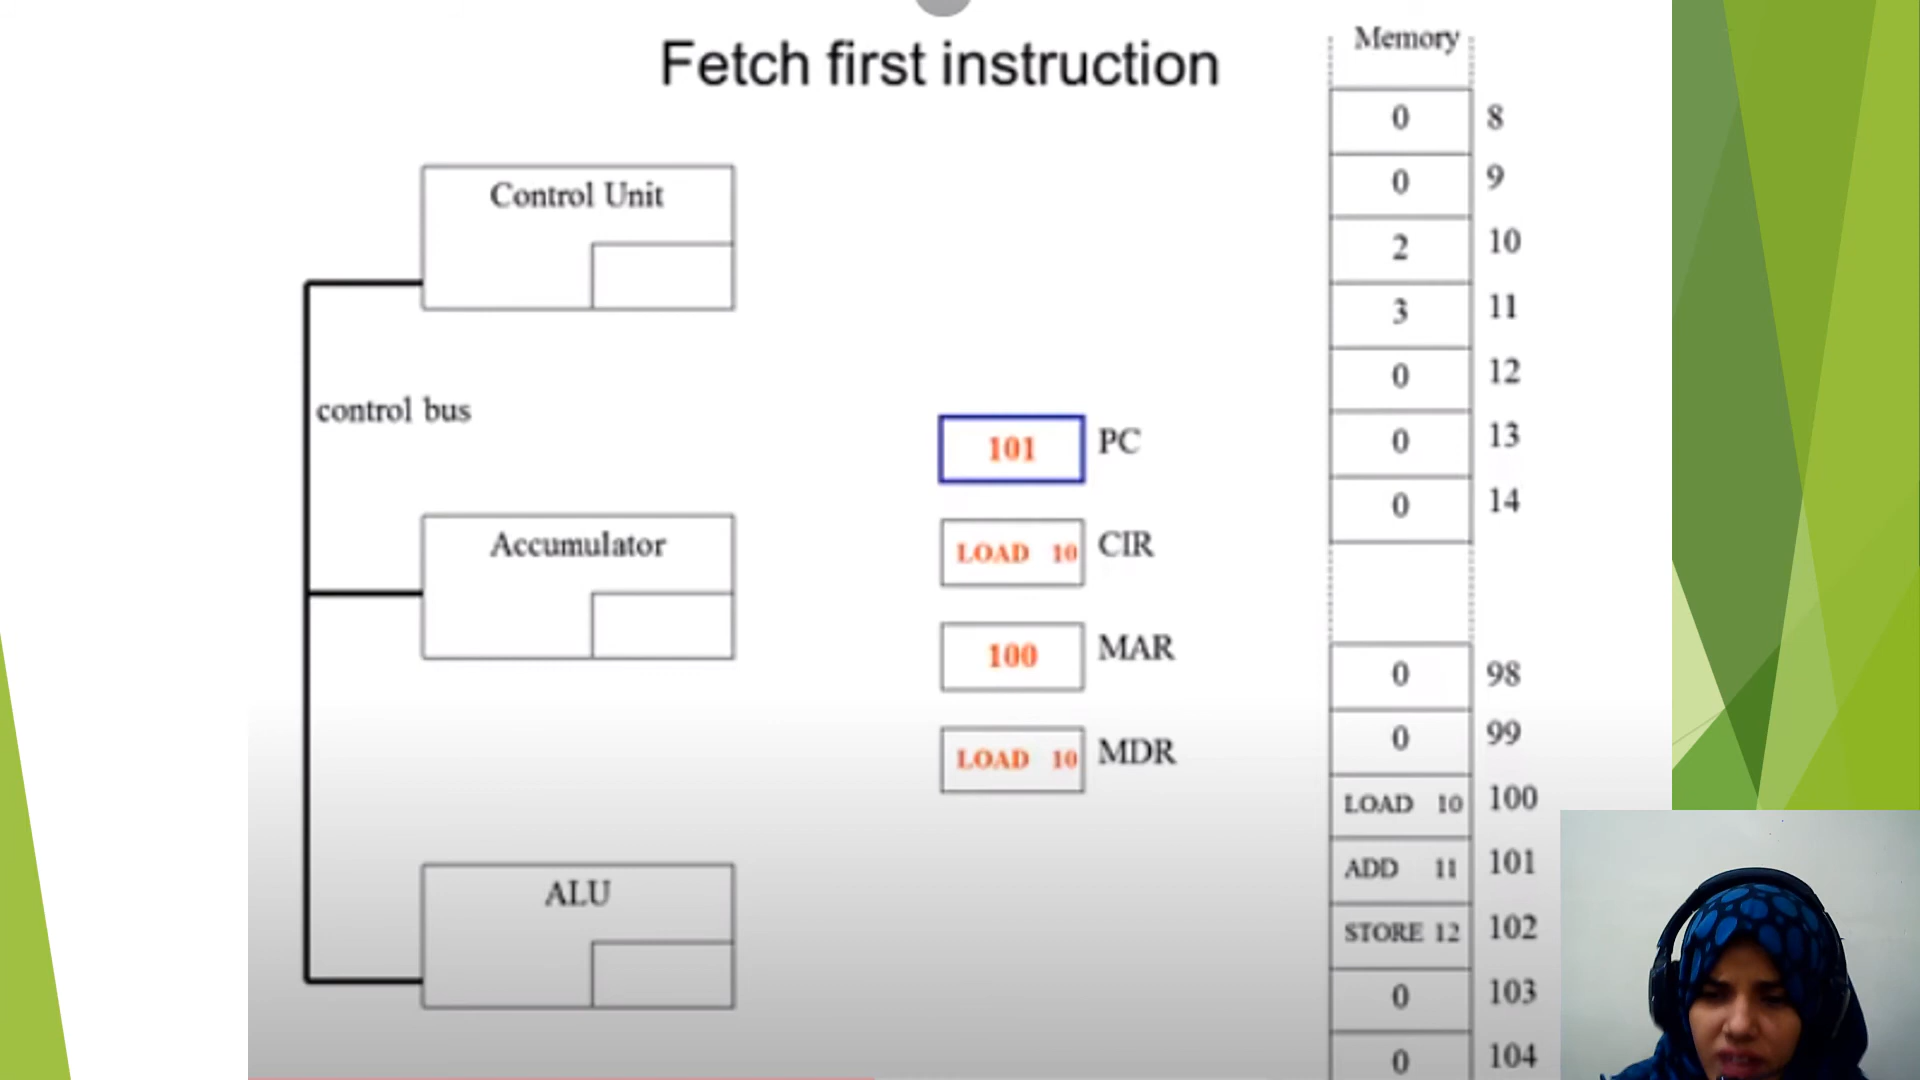 Fetch first instruction
Memory
Control Unit
control bus
Accumulator
ALU
101 PC
LOAD 10 CIR
100 MAR
LOAD 10 MDR
0 8
0 9
2 10
3 11
0 12
0 13
0 14
0 98
0 99
LOAD 10 100
ADD 11 101
STORE 12 102
0 103
0 104